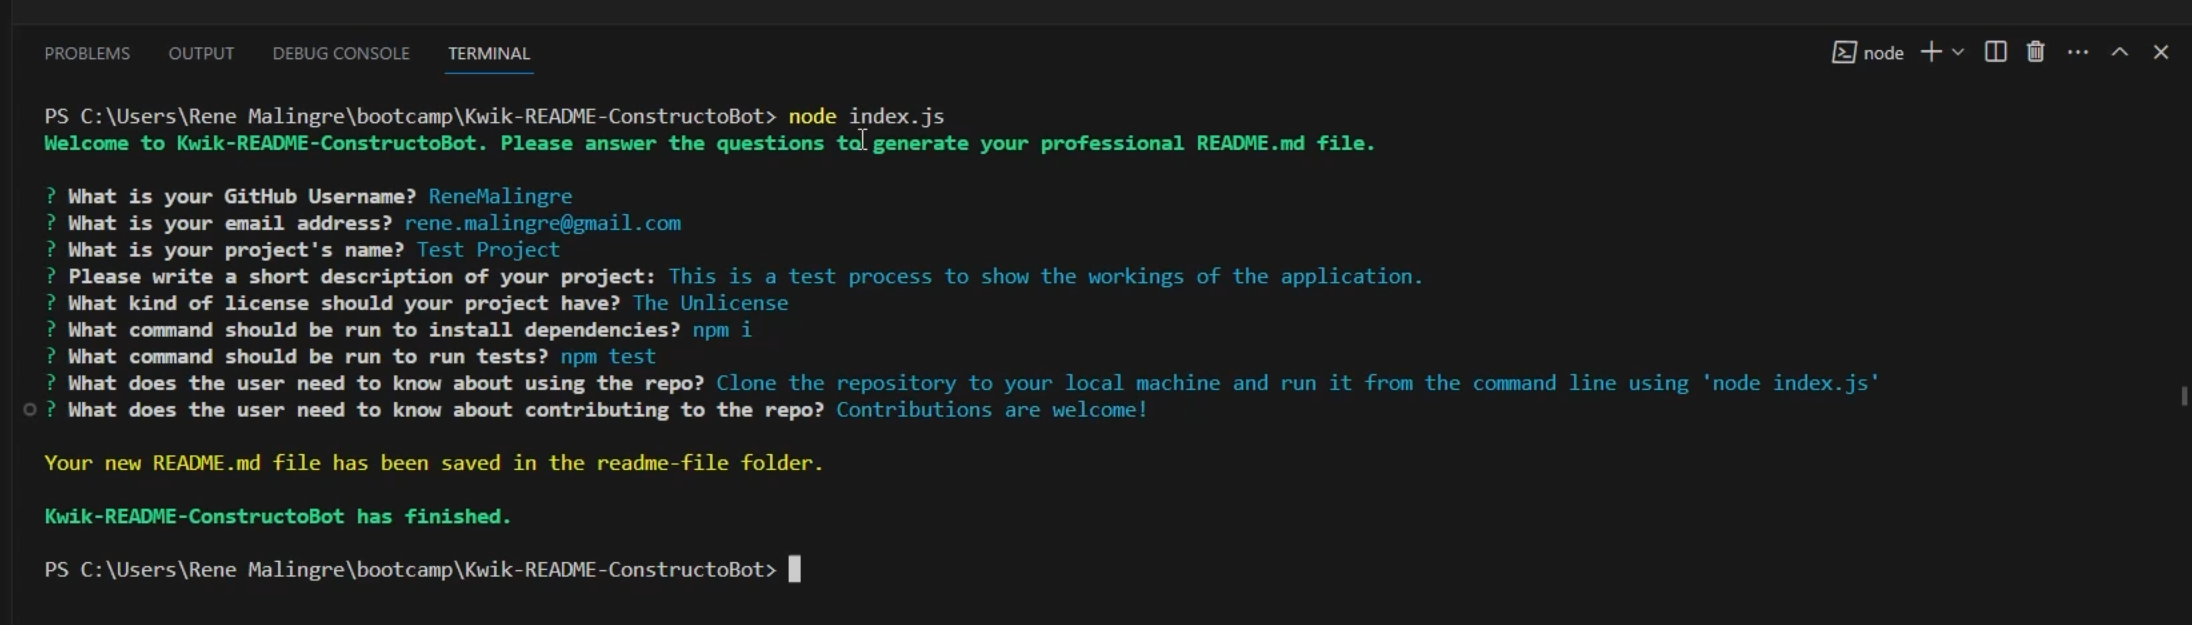 PROBLEMS OUTPUT DEBUG CONSOLE TERMINAL node
PS C:\Users\Rene Malingre\bootcamp\Kwik-README-ConstructoBot> node index.js
Welcome to Kwik-README-ConstructoBot. Please answer the questions to generate your professional README.md file.
? What is your GitHub Username? ReneMalingre
? What is your email address? rene.malingre@gmail.com
? What is your project's name? Test Project
? Please write a short description of your project: This is a test process to show the workings of the application.
? What kind of license should your project have? The Unlicense
? What command should be run to install dependencies? npm i
? What command should be run to run tests? npm test
? What does the user need to know about using the repo? Clone the repository to your local machine and run it from the command line using 'node index.js'
? What does the user need to know about contributing to the repo? Contributions are welcome!
Your new README.md file has been saved in the readme-file folder.
Kwik-README-ConstructoBot has finished.
PS C:\Users\Rene Malingre\bootcamp\Kwik-README-ConstructoBot>